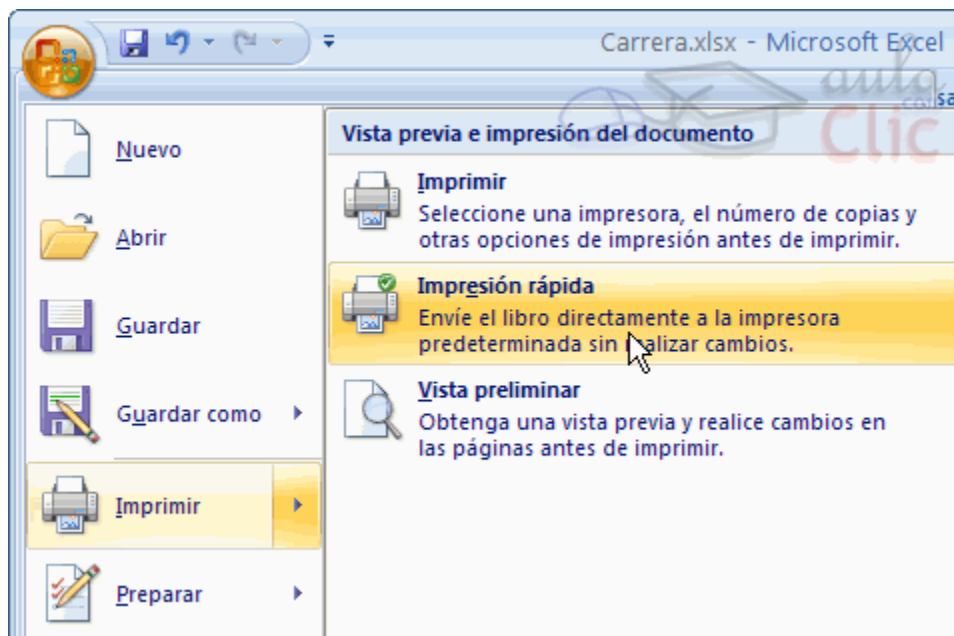 Carrera.xlsx - Microsoft Excel
aula
Clic
Nuevo
Abrir
Guardar
Guardar como
Imprimir
Preparar
Vista previa e impresión del documento
Imprimir
Seleccione una impresora, el número de copias y
otras opciones de impresión antes de imprimir.
Impresión rápida
Envíe el libro directamente a la impresora
predeterminada sin realizar cambios.
Vista preliminar
Obtenga una vista previa y realice cambios en
las páginas antes de imprimir.